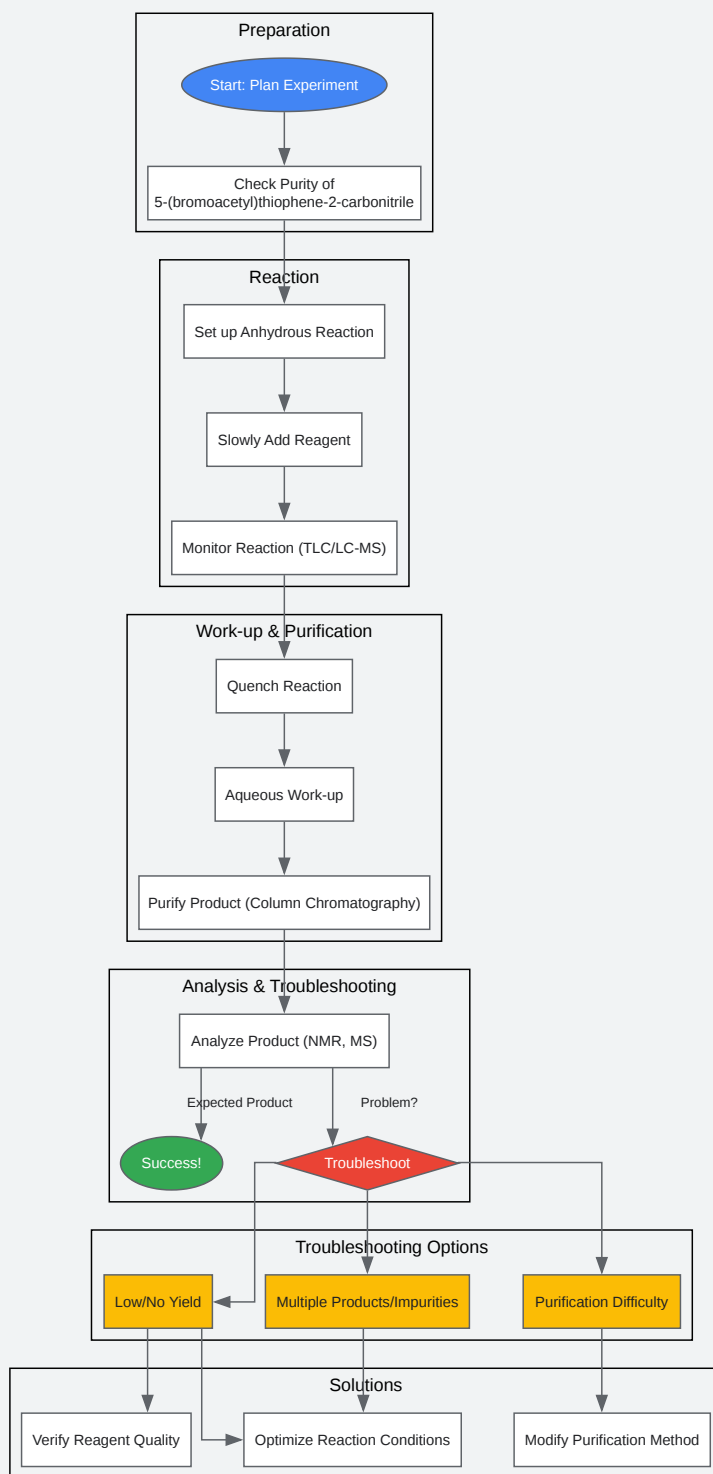 Preparation
Start: Plan Experiment
Check Purity of
5-(bromoacetyl)thiophene-2-carbonitrile
Reaction
Set up Anhydrous Reaction
Slowly Add Reagent
Monitor Reaction (TLC/LC-MS)
Work-up & Purification
Quench Reaction
Aqueous Work-up
Purify Product (Column Chromatography)
Analysis & Troubleshooting
Analyze Product (NMR, MS)
Expected Product
Problem?
Success!
Troubleshoot
Troubleshooting Options
Low/No Yield
Multiple Products/Impurities
Purification Difficulty
Solutions
Verify Reagent Quality
Optimize Reaction Conditions
Modify Purification Method